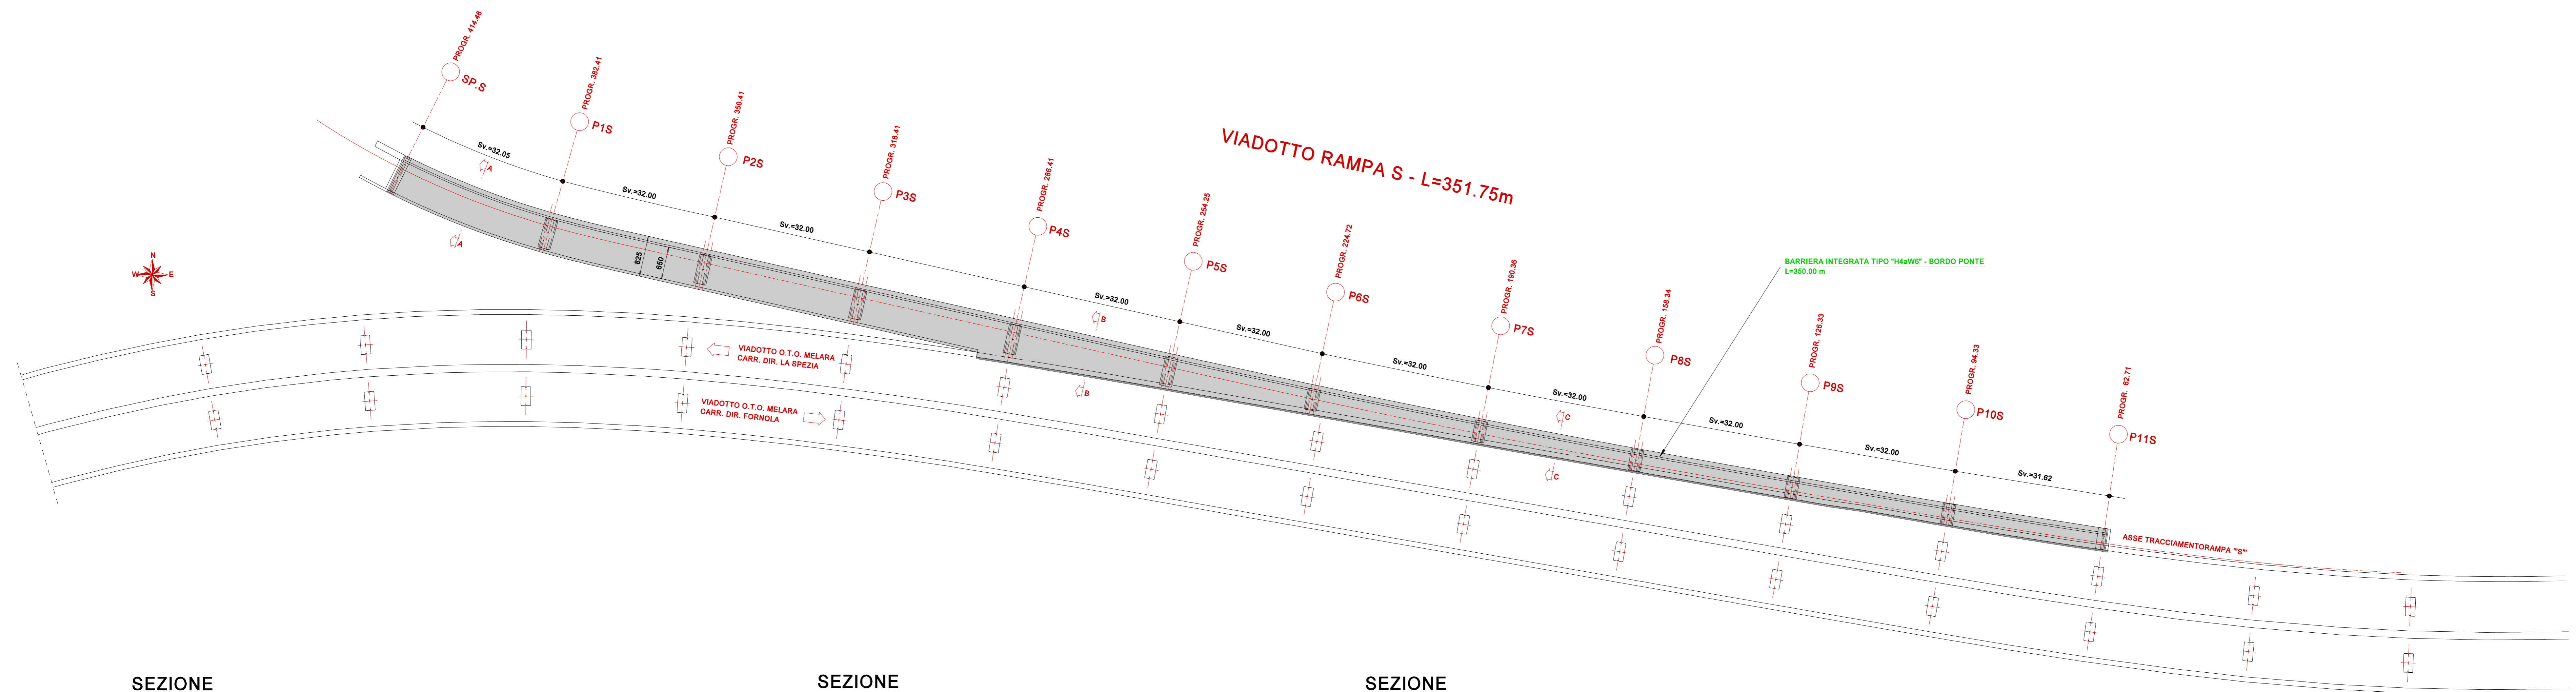 PROGR. 414.46
SP.S
PROGR. 382.41
P1S
PROGR. 350.41
P2S
PROGR. 318.41
P3S
PROGR. 286.41
P4S
PROGR. 254.25
P5S
PROGR. 224.72
P6S
PROGR. 190.36
P7S
PROGR. 158.34
P8S
PROGR. 126.33
P9S
PROGR. 94.33
P10S
PROGR. 62.71
P11S
VIADOTTO RAMPA S - L=351.75m
Sv.=32.05
Sv.=32.00
Sv.=32.00
Sv.=32.00
Sv.=32.00
Sv.=32.00
Sv.=32.00
Sv.=32.00
Sv.=32.00
Sv.=31.62
A
A
B
B
C
C
825
650
N
W
E
S
BARRIERA INTEGRATA TIPO "H4aW6" - BORDO PONTE
L=350.00 m
VIADOTTO O.T.O. MELARA
CARR. DIR. LA SPEZIA
VIADOTTO O.T.O. MELARA
CARR. DIR. FORNOLA
ASSE TRACCIAMENTORAMPA '"S"
SEZIONE
SEZIONE
SEZIONE